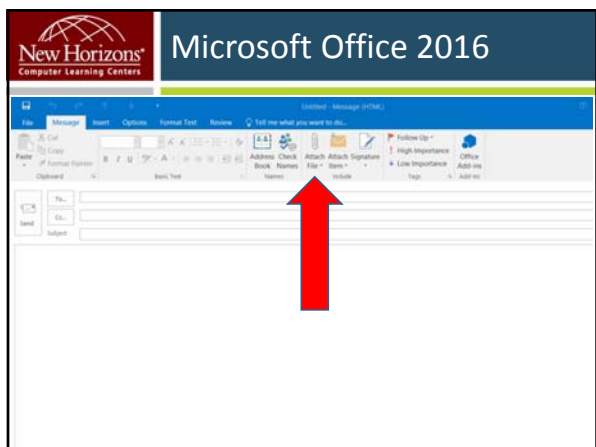 New Horizons®
Computer Learning Centers
Microsoft Office 2016
Untitled - Message (HTML)
File Message Insert Options Format Text Review Tell me what you want to do...
Paste
Cut
Copy
Format Painter
Clipboard
B I U
Basic Text
Address Book
Check Names
Names
Attach File
Attach Item
Signature
Include
Follow Up
High Importance
Low Importance
Tags
Office Add-ins
Add-ins
Send
To...
Cc...
Subject